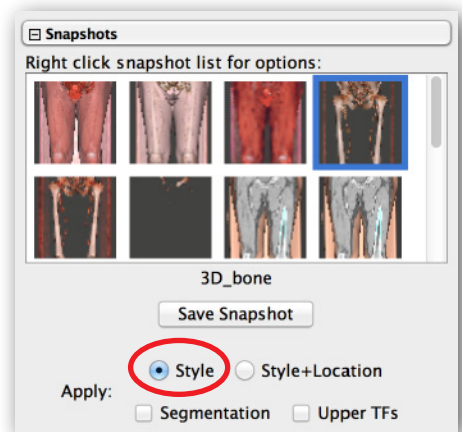 Snapshots
Right click snapshot list for options:
3D_bone
Save Snapshot
Style Style+Location
Apply:
Segmentation Upper TFs